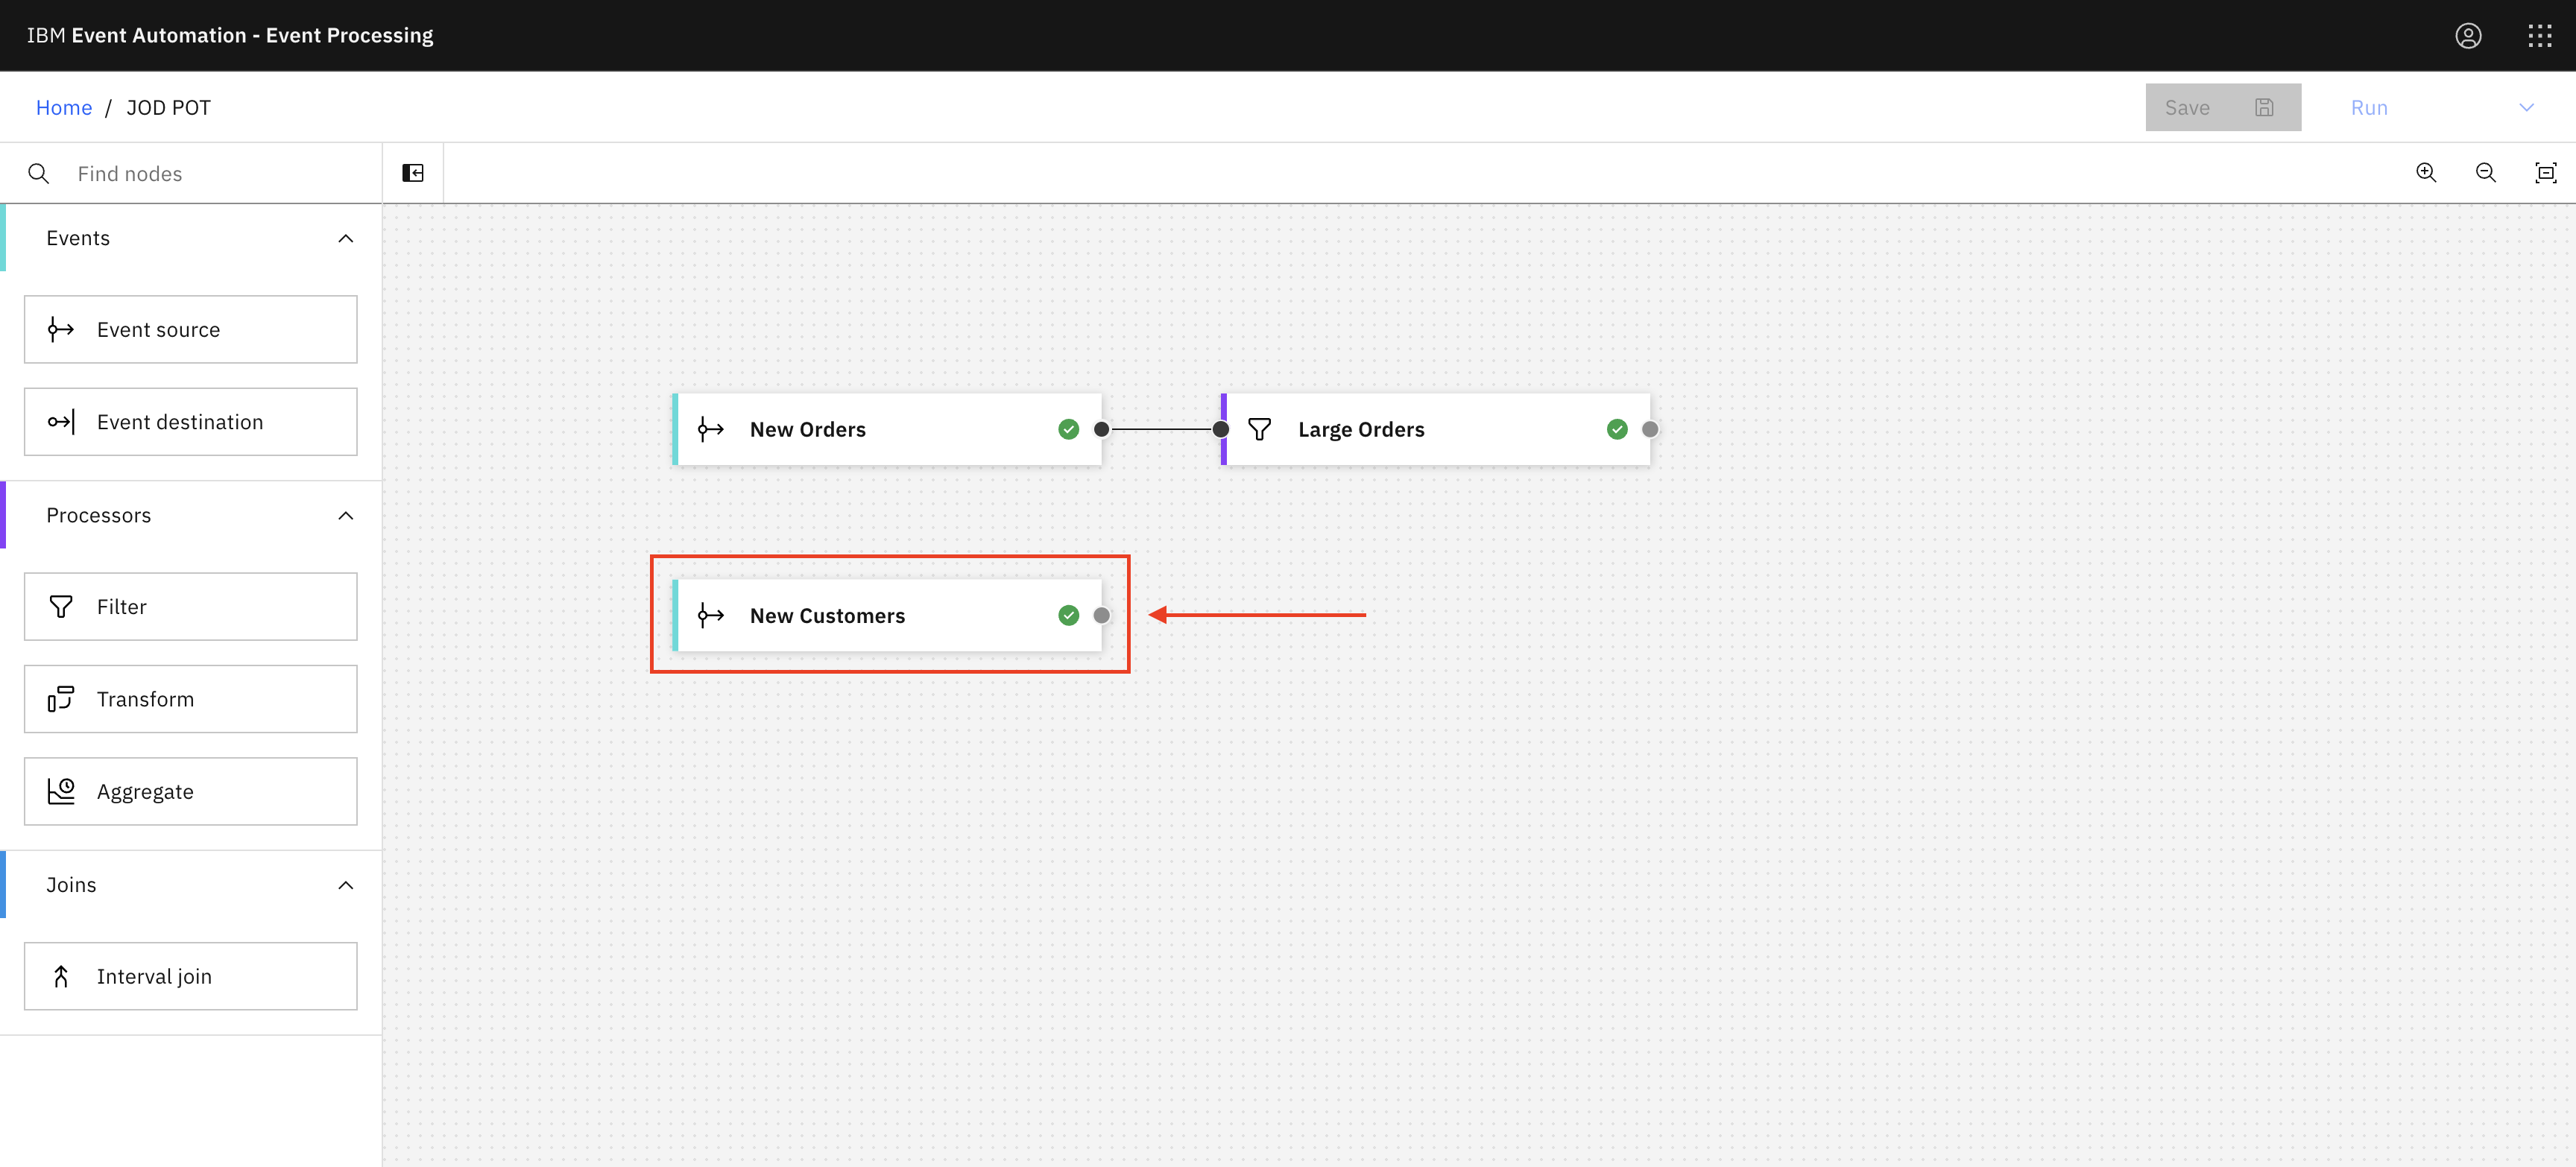 IBM Event Automation - Event Processing
Home / JOD POT
Save
Run
Find nodes
Events
Event source
Event destination
Processors
Filter
Transform
Aggregate
Joins
Interval join
New Orders
Large Orders
New Customers